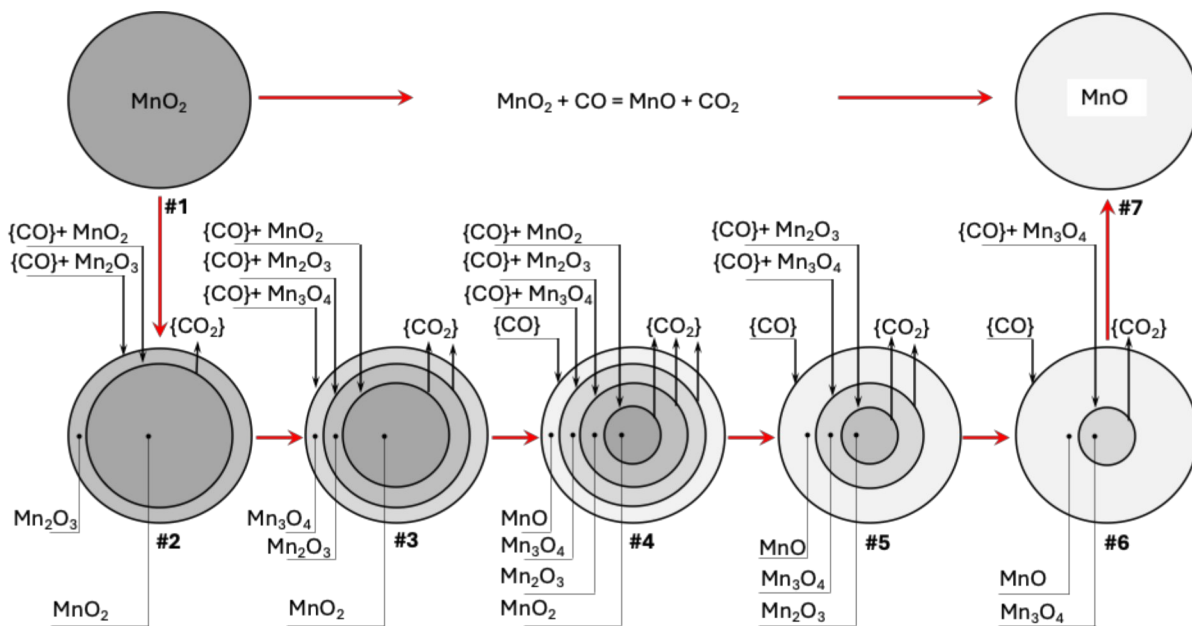 MnO₂
MnO₂ + CO = MnO + CO₂
MnO
#1
#7
{CO}+ MnO₂
{CO}+ Mn₂O₃
{CO₂}
{CO}+ MnO₂
{CO}+ Mn₂O₃
{CO}+ Mn₃O₄
{CO₂}
{CO}+ MnO₂
{CO}+ Mn₂O₃
{CO}+ Mn₃O₄
{CO}
{CO₂}
{CO}+ Mn₂O₃
{CO}+ Mn₃O₄
{CO}
{CO₂}
{CO}+ Mn₃O₄
{CO}
{CO₂}
Mn₂O₃
#2
MnO₂
Mn₃O₄
#3
Mn₂O₃
MnO₂
MnO
#4
Mn₃O₄
Mn₂O₃
MnO₂
MnO
#5
Mn₃O₄
Mn₂O₃
#6
MnO
Mn₃O₄